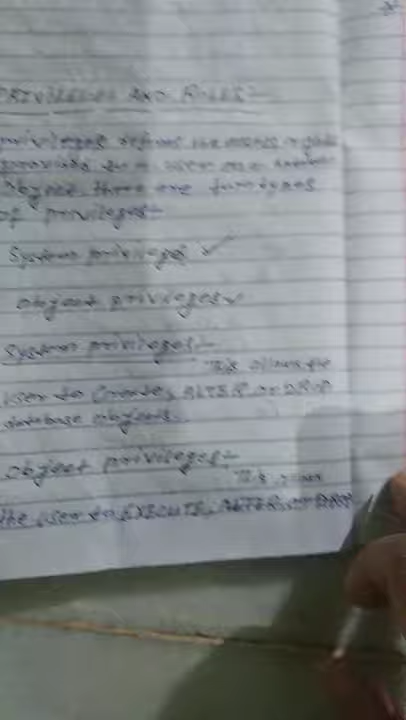 PRIVILEGES AND ROLES:-
privileges defines the access rights
provided to a user on a database
object. there are two types
of privileges:-
System privileges ✓
object privileges ✓
System privileges:-
This allows the
user to Create, ALTER or DROP
database objects.
object privileges:-
This
the user to EXECUTE, ALTER or DROP